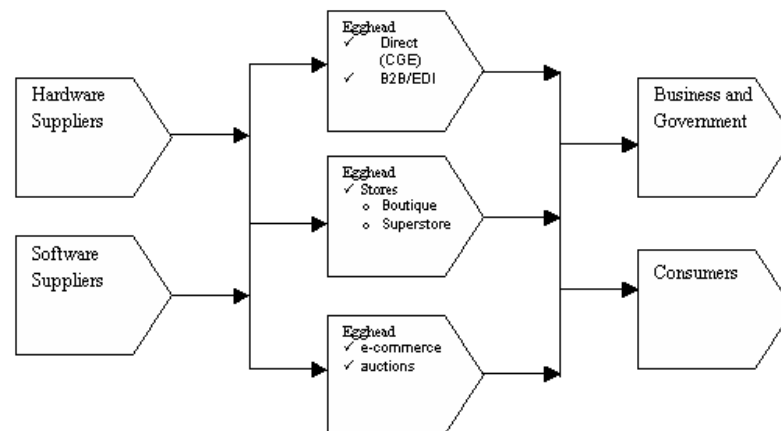 Hardware
Suppliers
Software
Suppliers
Egghead
✓ Direct
(CGE)
✓ B2B/EDI
Egghead
✓ Stores
o Boutique
o Superstore
Egghead
✓ e-commerce
✓ auctions
Business and
Government
Consumers